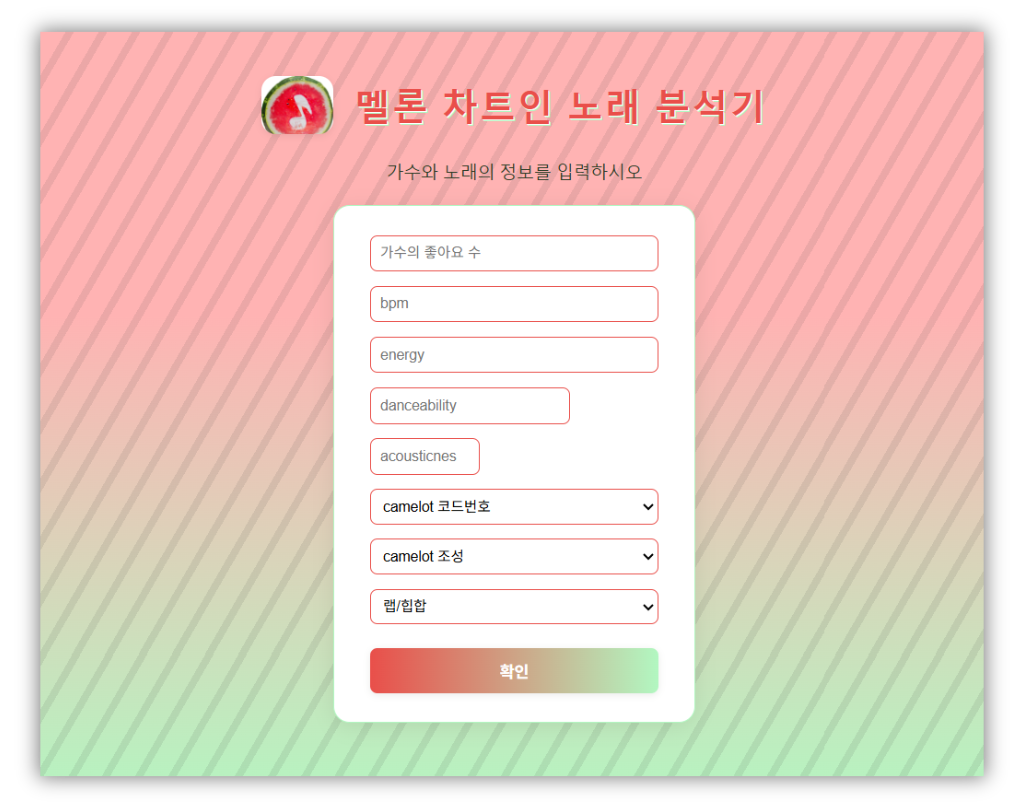 멜론 차트인 노래 분석기
가수와 노래의 정보를 입력하시오
가수의 좋아요 수
bpm
energy
danceability
acousticnes
camelot 코드번호
camelot 조성
랩/힙합
확인